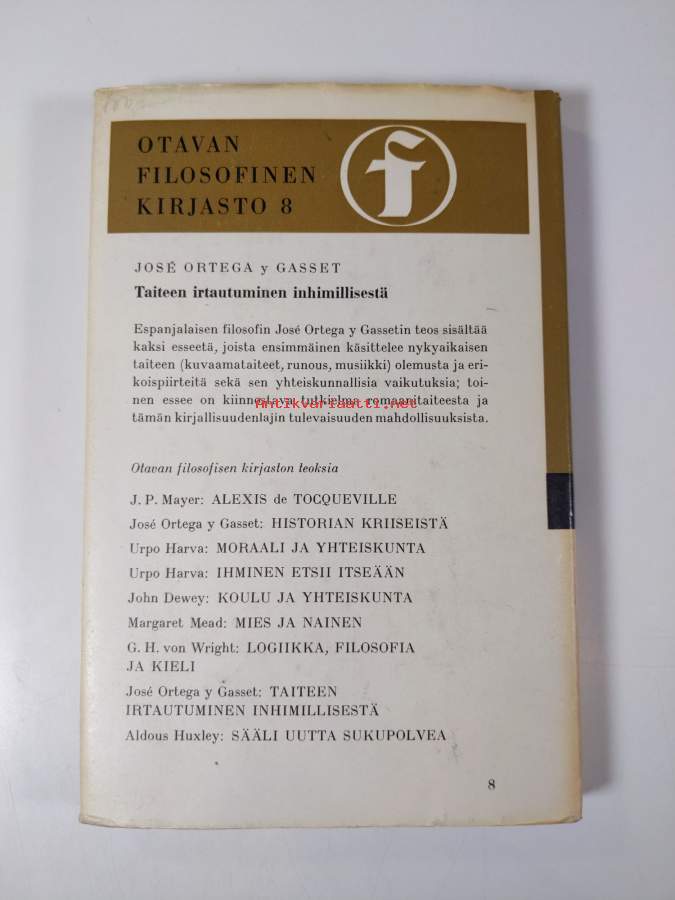 OTAVAN
FILOSOFINEN
KIRJASTO 8
f
JOSÉ ORTEGA y GASSET
Taiteen irtautuminen inhimillisestä
Espanjalaisen filosofin José Ortega y Gassetin teos sisältää
kaksi esseetä, joista ensimmäinen käsittelee nykyaikaisen
taiteen (kuvaamataiteet, runous, musiikki) olemusta ja eri-
koispiirteitä sekä sen yhteiskunnallisia vaikutuksia; toi-
nen essee on kiinnostava tutkielma romaanitaiteesta ja
Antikvariaatti.net
tämän kirjallisuudenlajin tulevaisuuden mahdollisuuksista.
Otavan filosofisen kirjaston teoksia
J. P. Mayer: ALEXIS de TOCQUEVILLE
José Ortega y Gasset: HISTORIAN KRIISEISTÄ
Urpo Harva: MORAALI JA YHTEISKUNTA
Urpo Harva: IHMINEN ETSII ITSEÄÄN
John Dewey: KOULU JA YHTEISKUNTA
Margaret Mead: MIES JA NAINEN
G. H. von Wright: LOGIIKKA, FILOSOFIA
JA KIELI
José Ortega y Gasset: TAITEEN
IRTAUTUMINEN INHIMILLISESTÄ
Aldous Huxley: SÄÄLI UUTTA SUKUPOLVEA
8